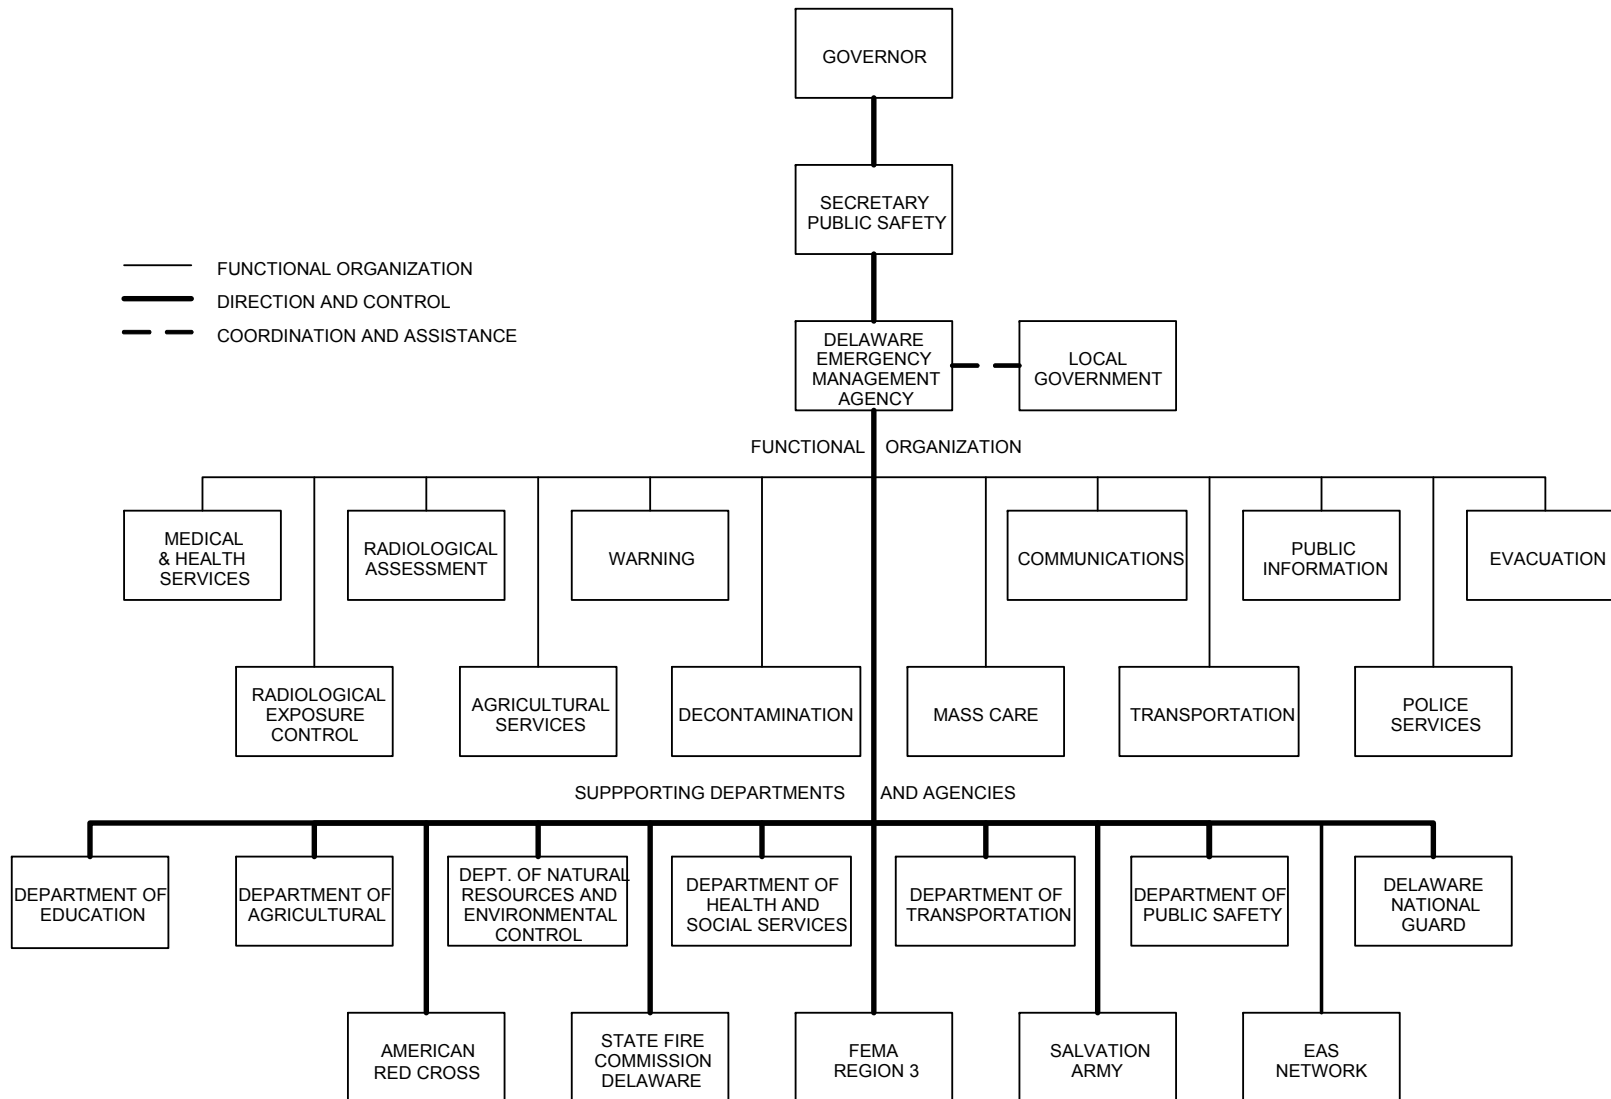 GOVERNOR
SECRETARY
PUBLIC SAFETY
FUNCTIONAL ORGANIZATION
DIRECTION AND CONTROL
COORDINATION AND ASSISTANCE
DELAWARE
EMERGENCY
MANAGEMENT
AGENCY
LOCAL
GOVERNMENT
FUNCTIONAL ORGANIZATION
MEDICAL
& HEALTH
SERVICES
RADIOLOGICAL
ASSESSMENT
WARNING
COMMUNICATIONS
PUBLIC
INFORMATION
EVACUATION
RADIOLOGICAL
EXPOSURE
CONTROL
AGRICULTURAL
SERVICES
DECONTAMINATION
MASS CARE
TRANSPORTATION
POLICE
SERVICES
SUPPPORTING DEPARTMENTS AND AGENCIES
DEPARTMENT OF
EDUCATION
DEPARTMENT OF
AGRICULTURAL
DEPT. OF NATURAL
RESOURCES AND
ENVIRONMENTAL
CONTROL
DEPARTMENT OF
HEALTH AND
SOCIAL SERVICES
DEPARTMENT OF
TRANSPORTATION
DEPARTMENT OF
PUBLIC SAFETY
DELAWARE
NATIONAL
GUARD
AMERICAN
RED CROSS
STATE FIRE
COMMISSION
DELAWARE
FEMA
REGION 3
SALVATION
ARMY
EAS
NETWORK